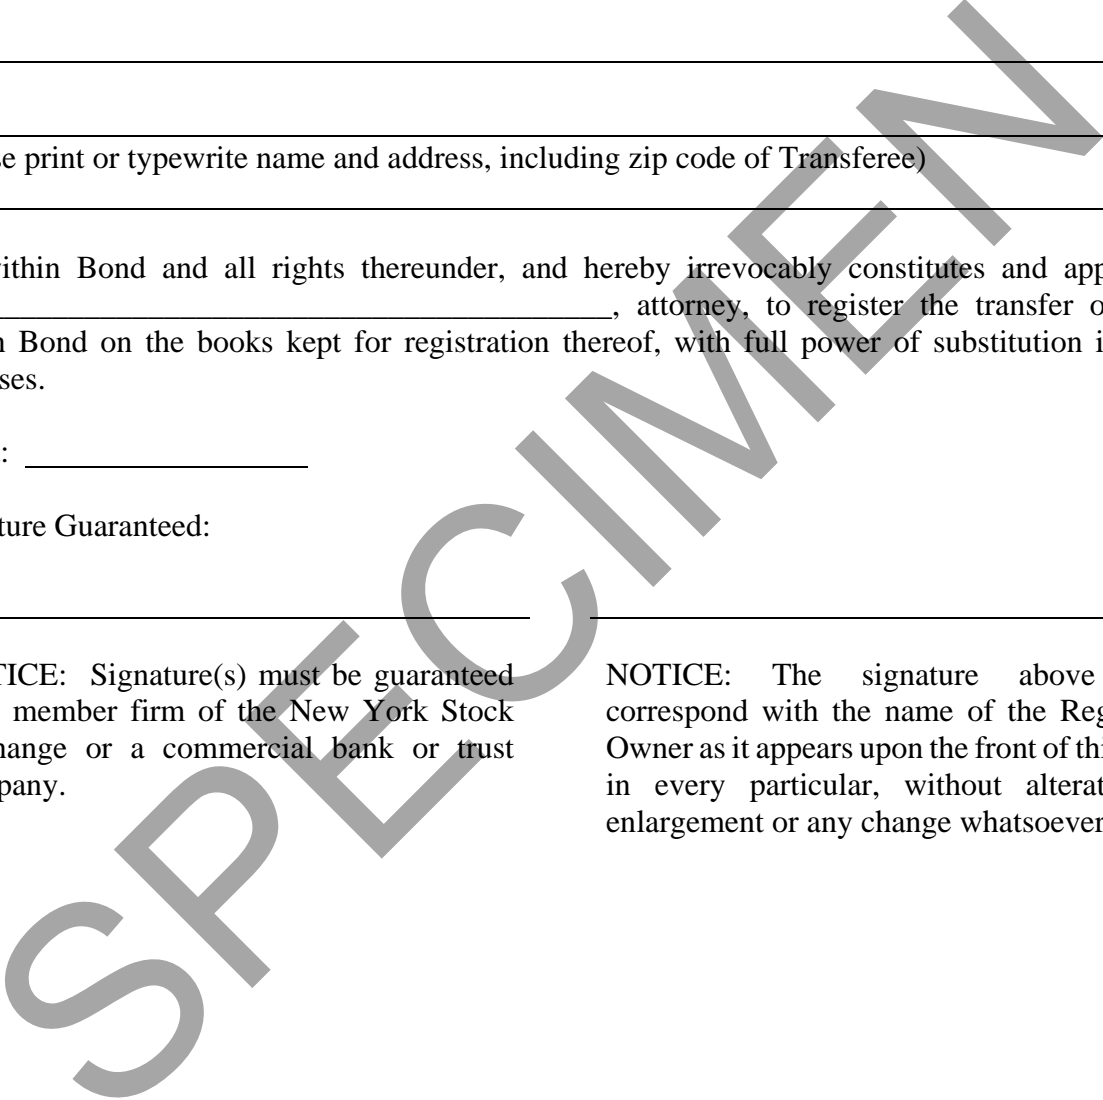 e print or typewrite name and address, including zip code of Transferee)
ithin Bond and all rights thereunder, and hereby irrevocably constitutes and app
______________________________________, attorney, to register the transfer o
n Bond on the books kept for registration thereof, with full power of substitution i
ses.
: __________________
ture Guaranteed:
TICE: Signature(s) must be guaranteed
member firm of the New York Stock
hange or a commercial bank or trust
pany.
NOTICE: The signature above
correspond with the name of the Reg
Owner as it appears upon the front of thi
in every particular, without alterat
enlargement or any change whatsoever
SPECIMEN